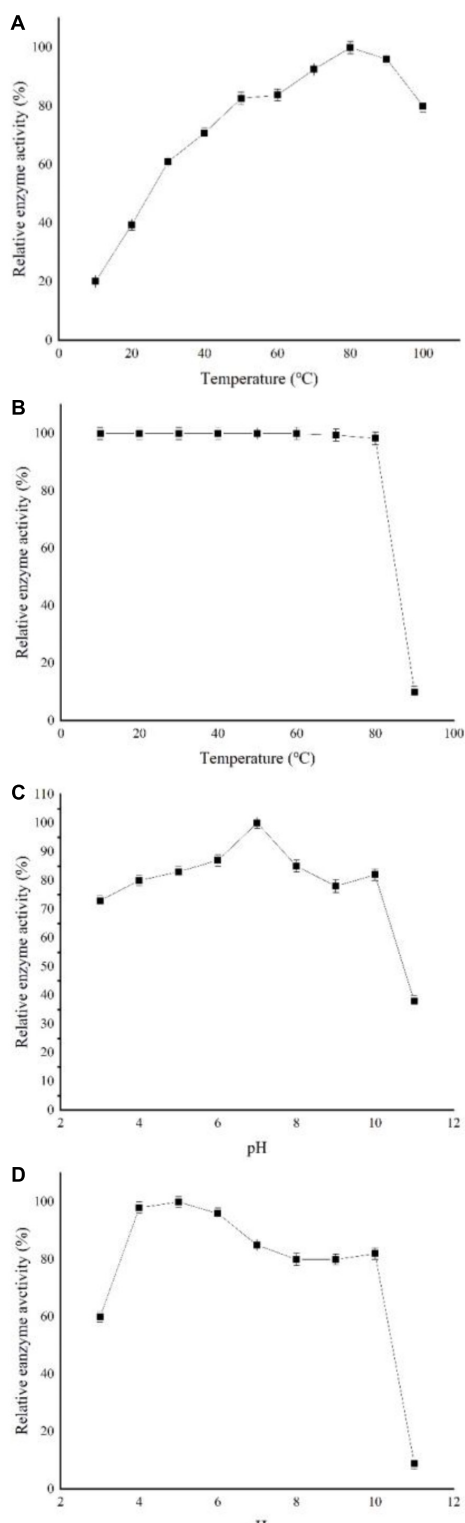 A
Relative enzyme activity (%)
100
80
60
40
20
0
0 20 40 60 80 100
Temperature (°C)
B
Relative enzyme activity (%)
100
80
60
40
20
0
0 20 40 60 80 100
Temperature (°C)
C
Relative enzyme activity (%)
110
100
90
80
70
60
50
40
30
20
10
0
2 4 6 8 10 12
pH
D
Relative eanzyme avctivity (%)
100
80
60
40
20
0
2 4 6 8 10 12